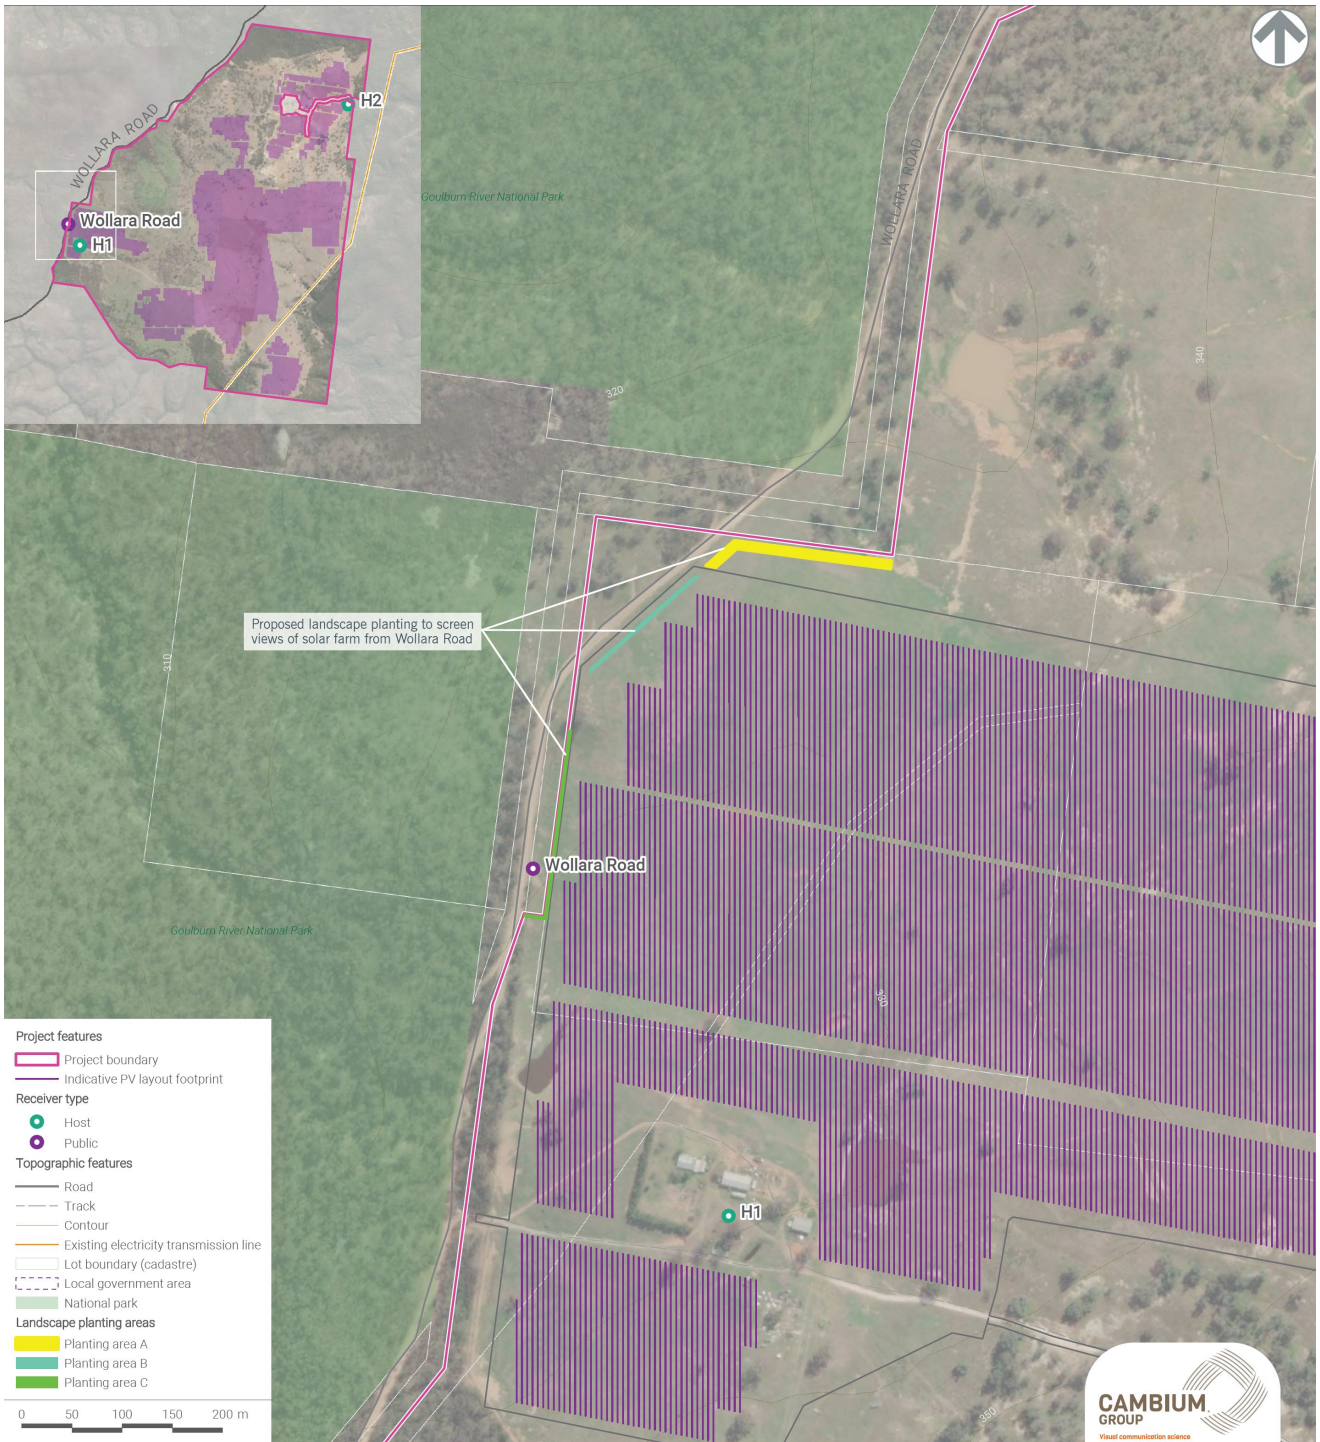 WOLLARA ROAD
H2
Wollara Road
H1
Goulburn River National Park
WOLLARA ROAD
320
340
Proposed landscape planting to screen
views of solar farm from Wollara Road
310
Wollara Road
Goulburn River National Park
330
H1
350
Project features
Project boundary
Indicative PV layout footprint
Receiver type
Host
Public
Topographic features
Road
Track
Contour
Existing electricity transmission line
Lot boundary (cadastre)
Local government area
National park
Landscape planting areas
Planting area A
Planting area B
Planting area C
0 50 100 150 200 m
CAMBIUM
GROUP
Visual communication science